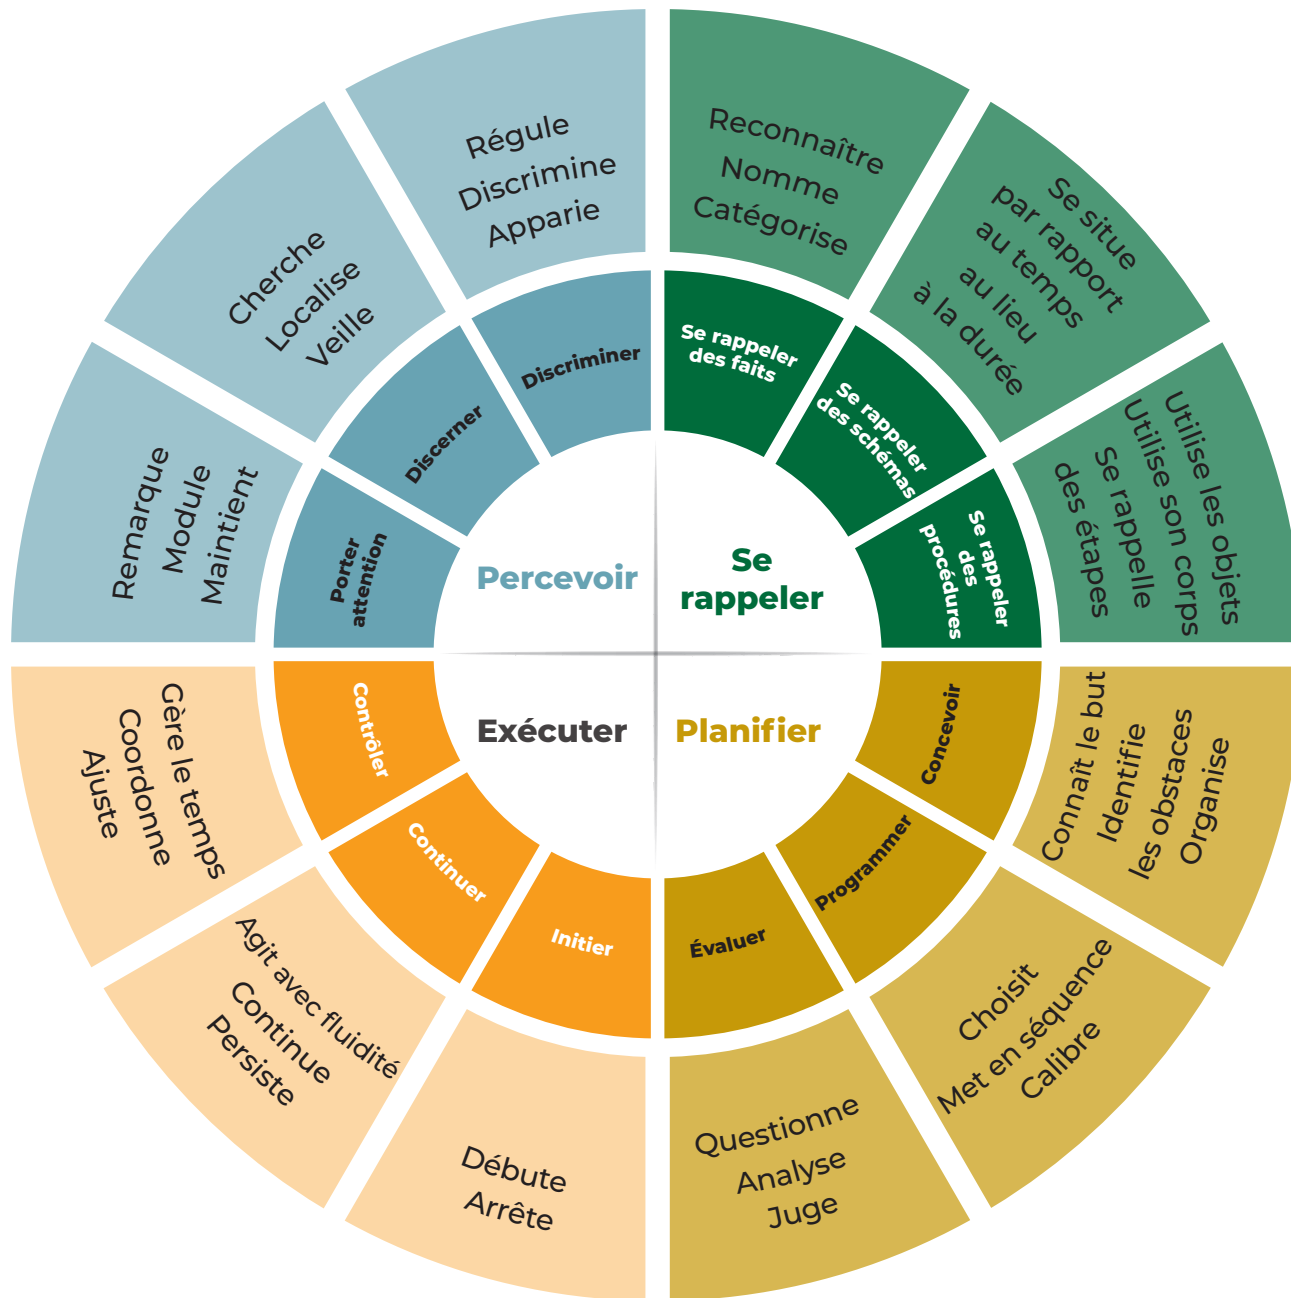 Percevoir
Porter
attention
Remarque
Module
Maintient
Discerner
Cherche
Localise
Veille
Discriminer
Régule
Discrimine
Apparie
Se
rappeler
Se rappeler
des faits
Reconnaître
Nomme
Catégorise
Se rappeler
des schémas
Se situe
par rapport
au temps
au lieu
à la durée
Se rappeler
des
procédures
Utilise les objets
Utilise son corps
Se rappelle
des étapes
Planifier
Concevoir
Connaît le but
Identifie
les obstaces
Organise
Programmer
Choisit
Met en séquence
Calibre
Évaluer
Questionne
Analyse
Juge
Exécuter
Initier
Débute
Arrête
Continuer
Agit avec fluidité
Continue
Persiste
Contrôler
Gère le temps
Coordonne
Ajuste